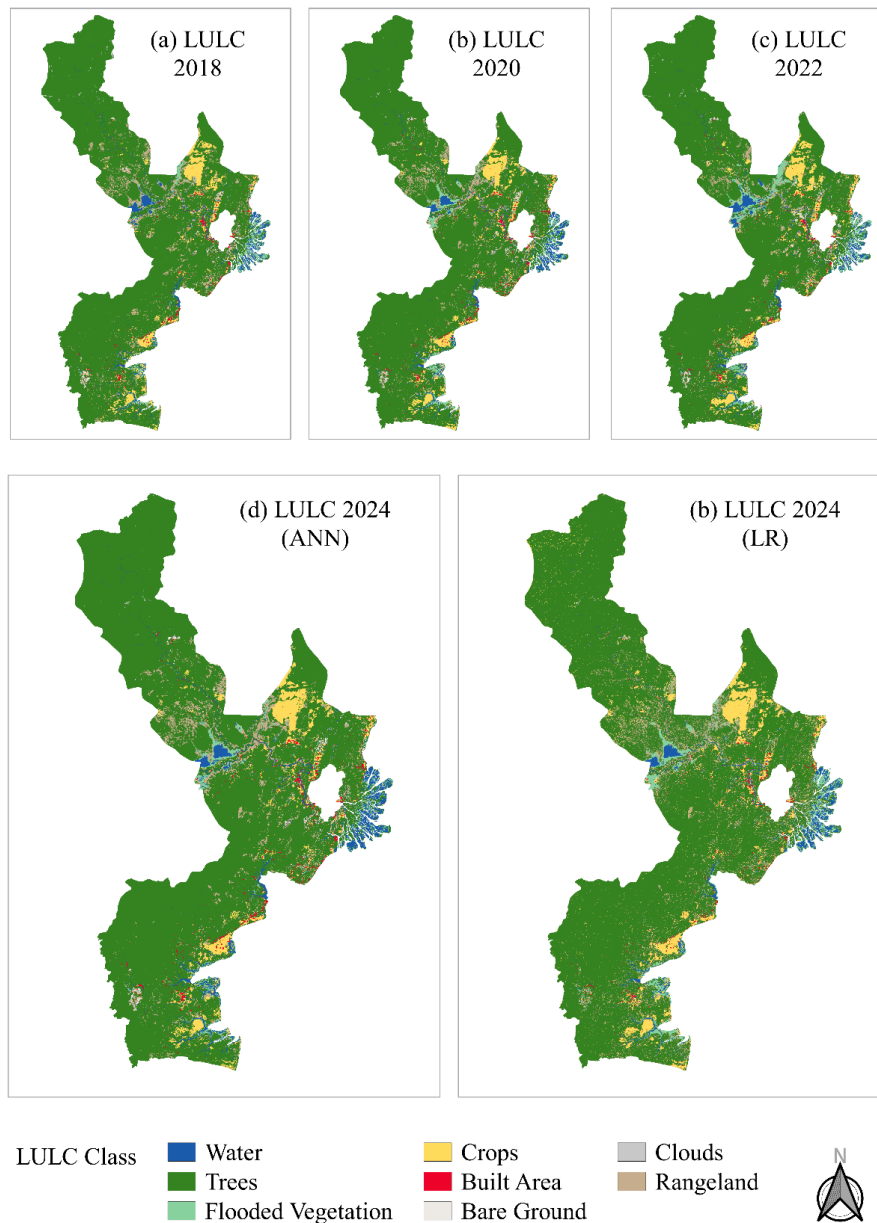 (a) LULC
2018
(b) LULC
2020
(c) LULC
2022
(d) LULC 2024
(ANN)
(b) LULC 2024
(LR)
LULC Class
Water
Trees
Flooded Vegetation
Crops
Built Area
Bare Ground
Clouds
Rangeland
N